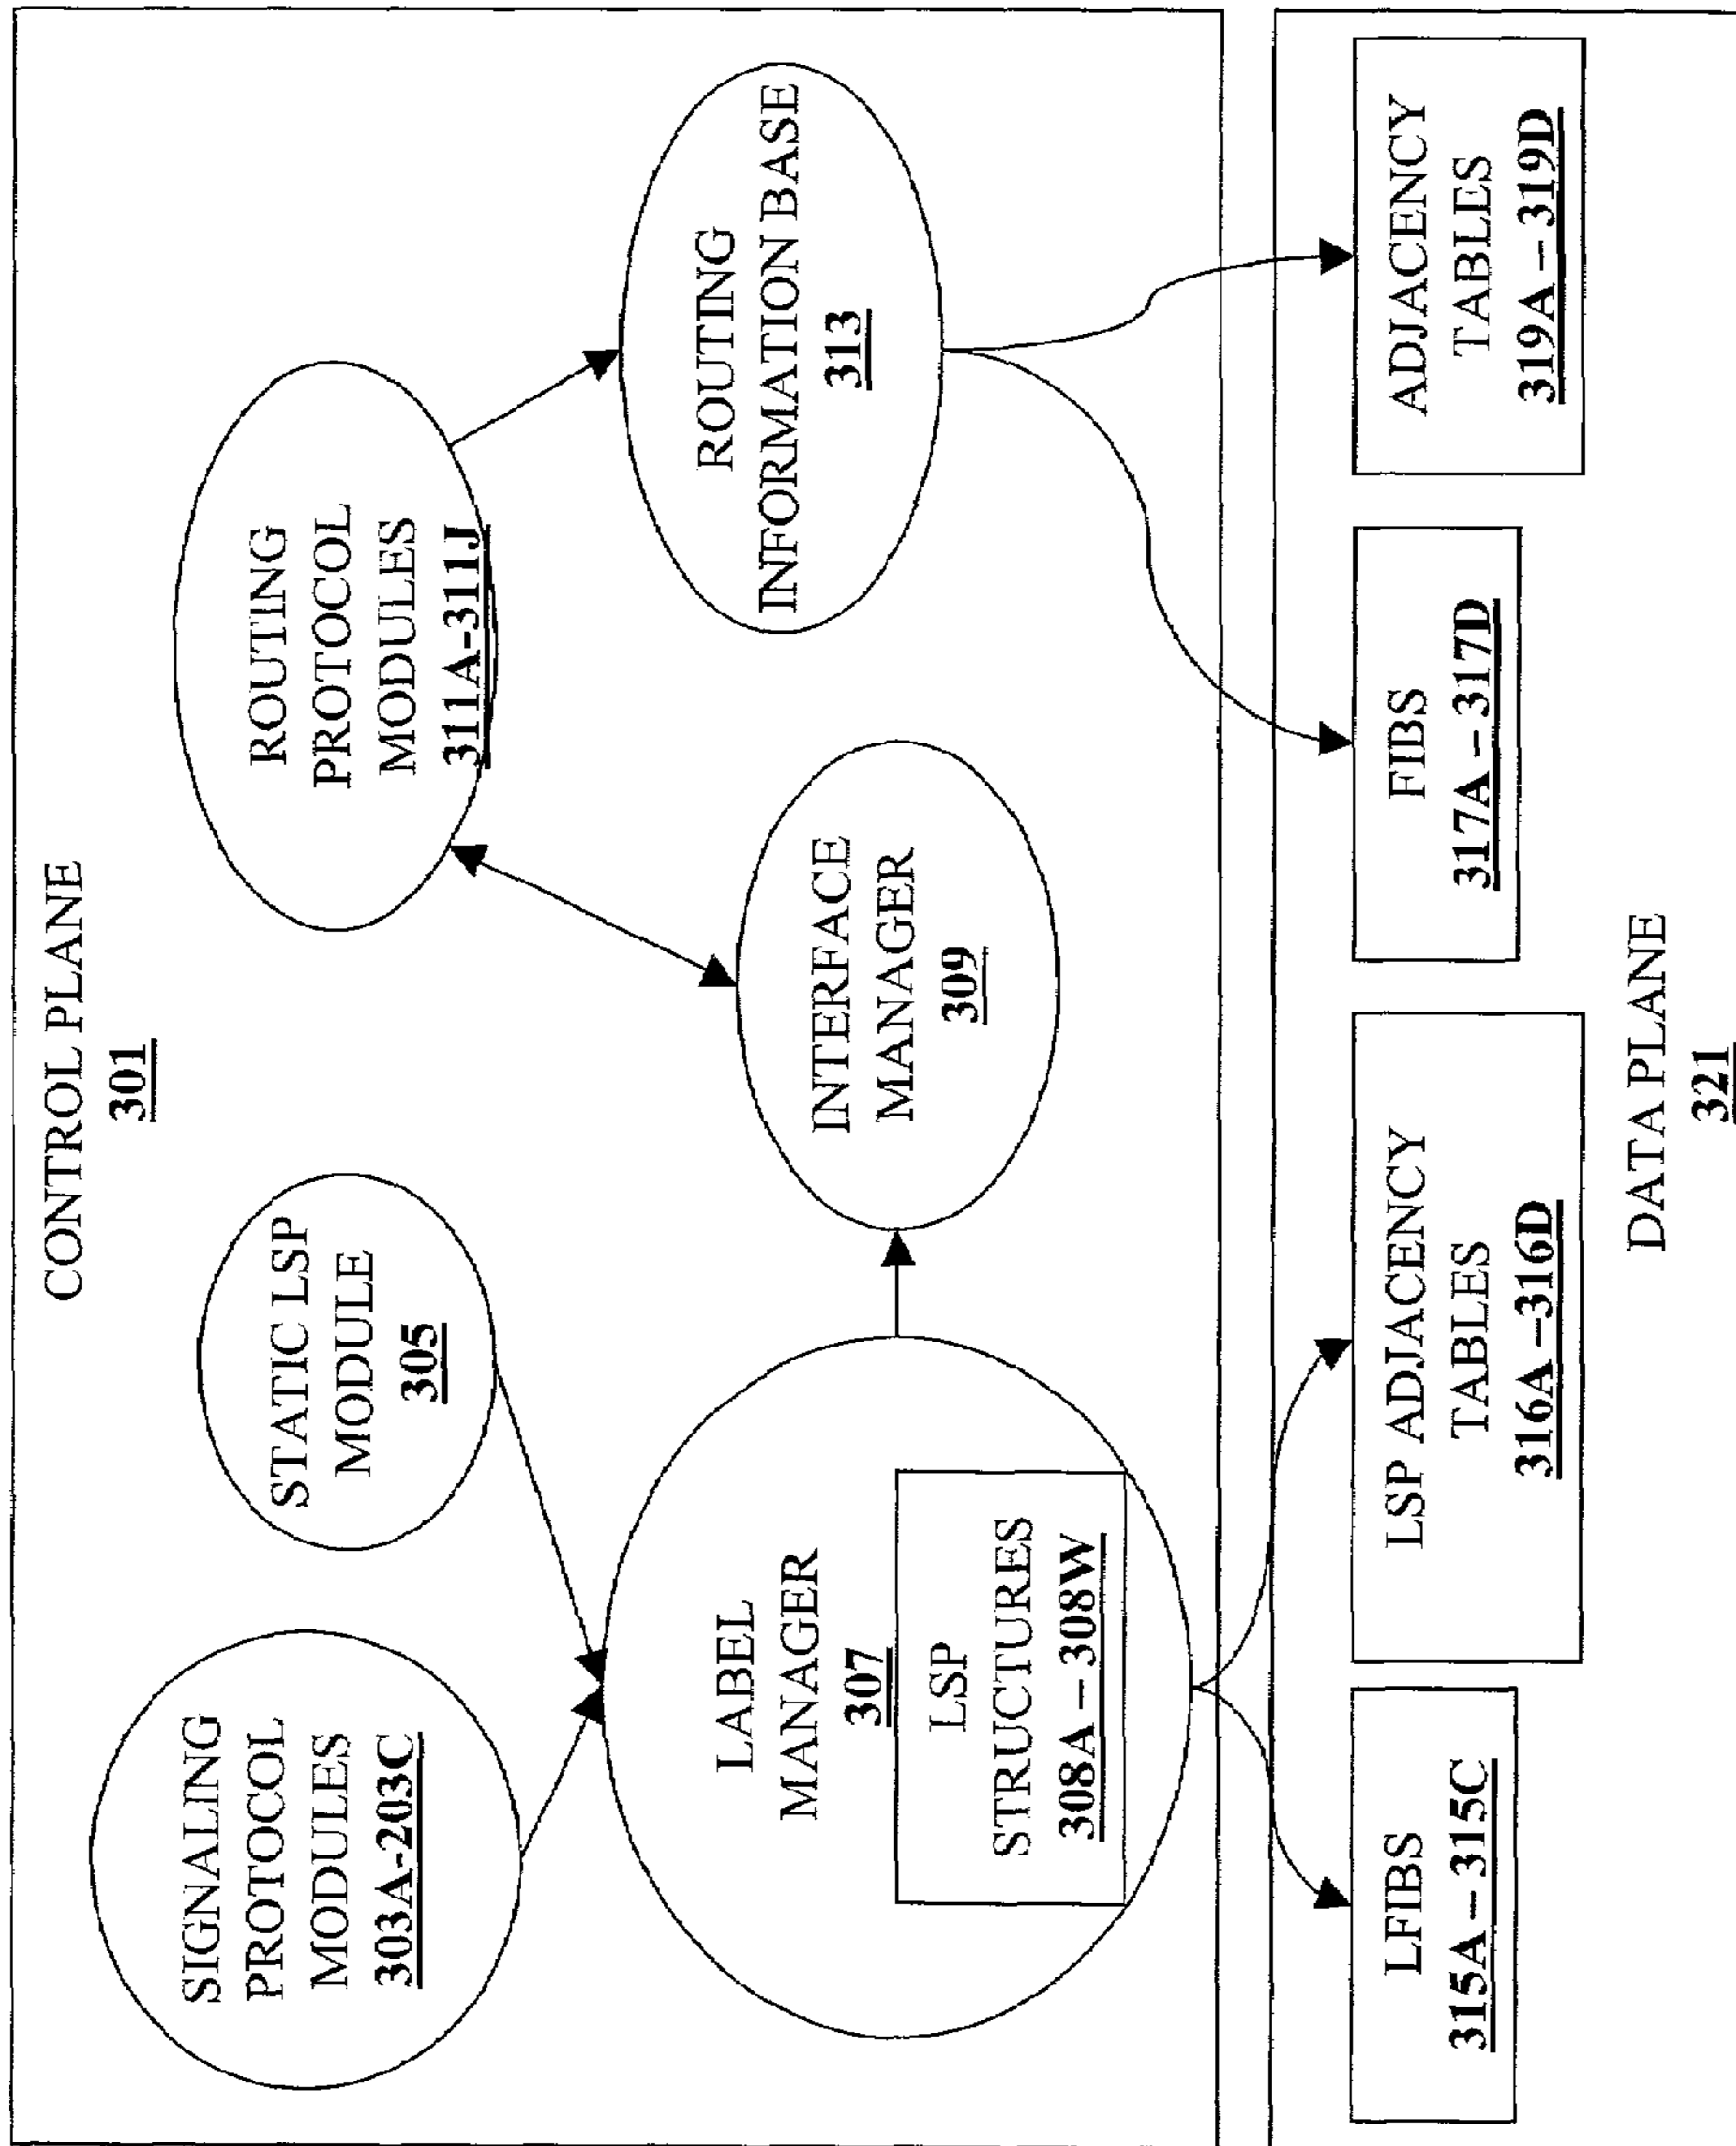 CONTROL PLANE
301
SIGNALING
PROTOCOL
MODULES
303A-203C
STATIC LSP
MODULE
305
ROUTING
PROTOCOL
MODULES
311A-311J
LABEL
MANAGER
307
LSP
STRUCTURES
308A – 308W
INTERFACE
MANAGER
309
ROUTING
INFORMATION BASE
313
LFIBS
315A – 315C
LSP ADJACENCY
TABLES
316A –316D
FIBS
317A – 317D
ADJACENCY
TABLES
319A – 319D
DATA PLANE
321